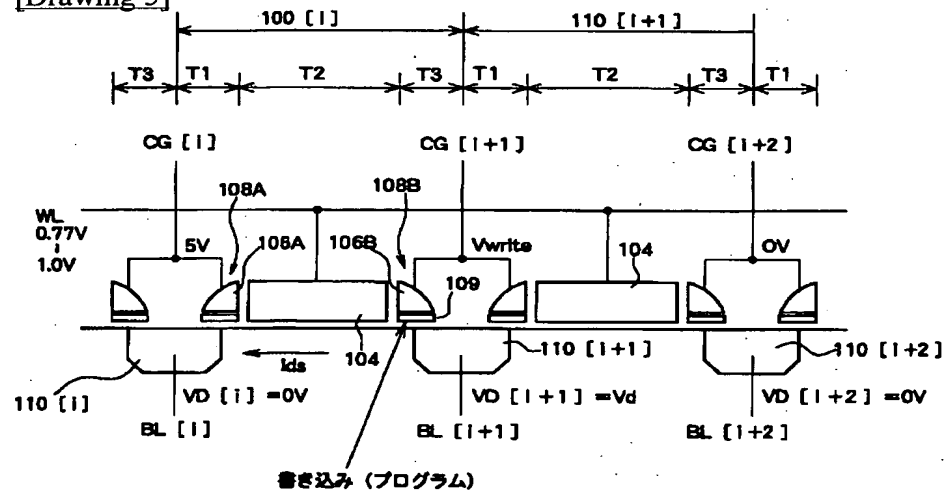 [Drawing 5]
100 [i] 110 [i+1]
T3 T1 T2 T3 T1 T2 T3 T1
CG [i] CG [i+1] CG [i+2]
108A 108B
WL
0.77V
~
1.0V
5V 108A 106B Vwrite 109 104 0V
Ids 104 110 [i+1] 110 [i+2]
110 [i] VD [i] =0V VD [i+1] =Vd VD [i+2] =0V
BL [i] BL [i+1] BL [i+2]
書き込み (プログラム)